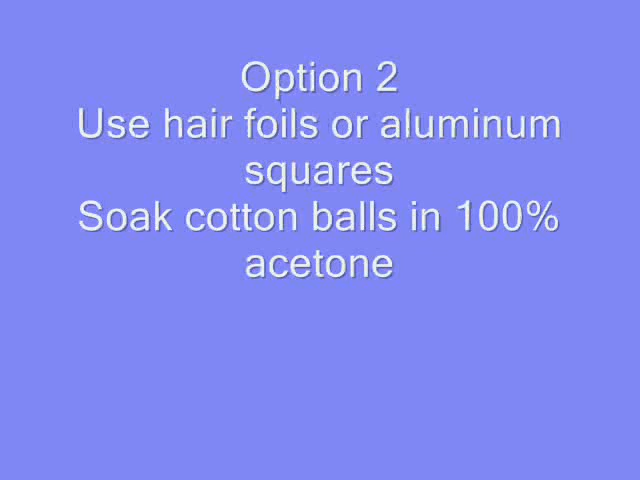 Option 2
Use hair foils or aluminum
squares
Soak cotton balls in 100%
acetone